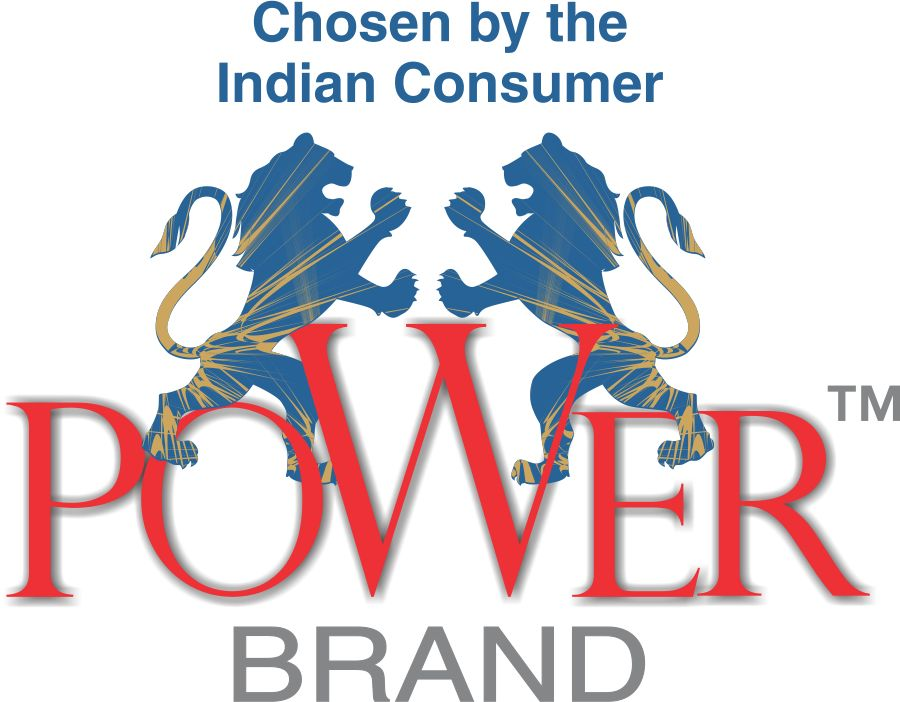 Chosen by the
Indian Consumer
POWER™
BRAND